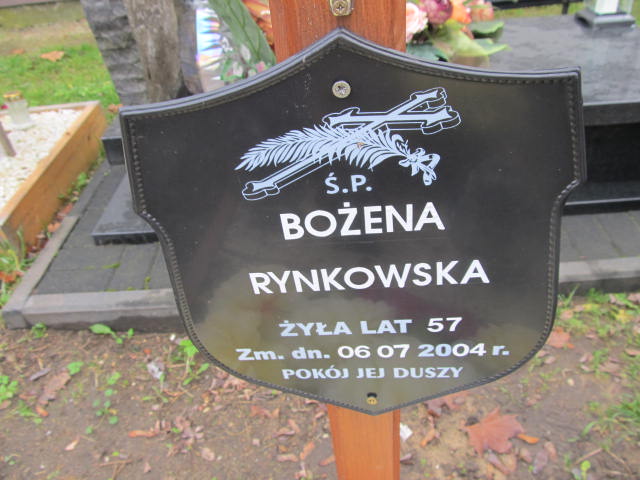 Ś.P.
BOŻENA
RYNKOWSKA
ŻYŁA LAT 57
Zm. dn. 06 07 2004 r.
POKÓJ JEJ DUSZY